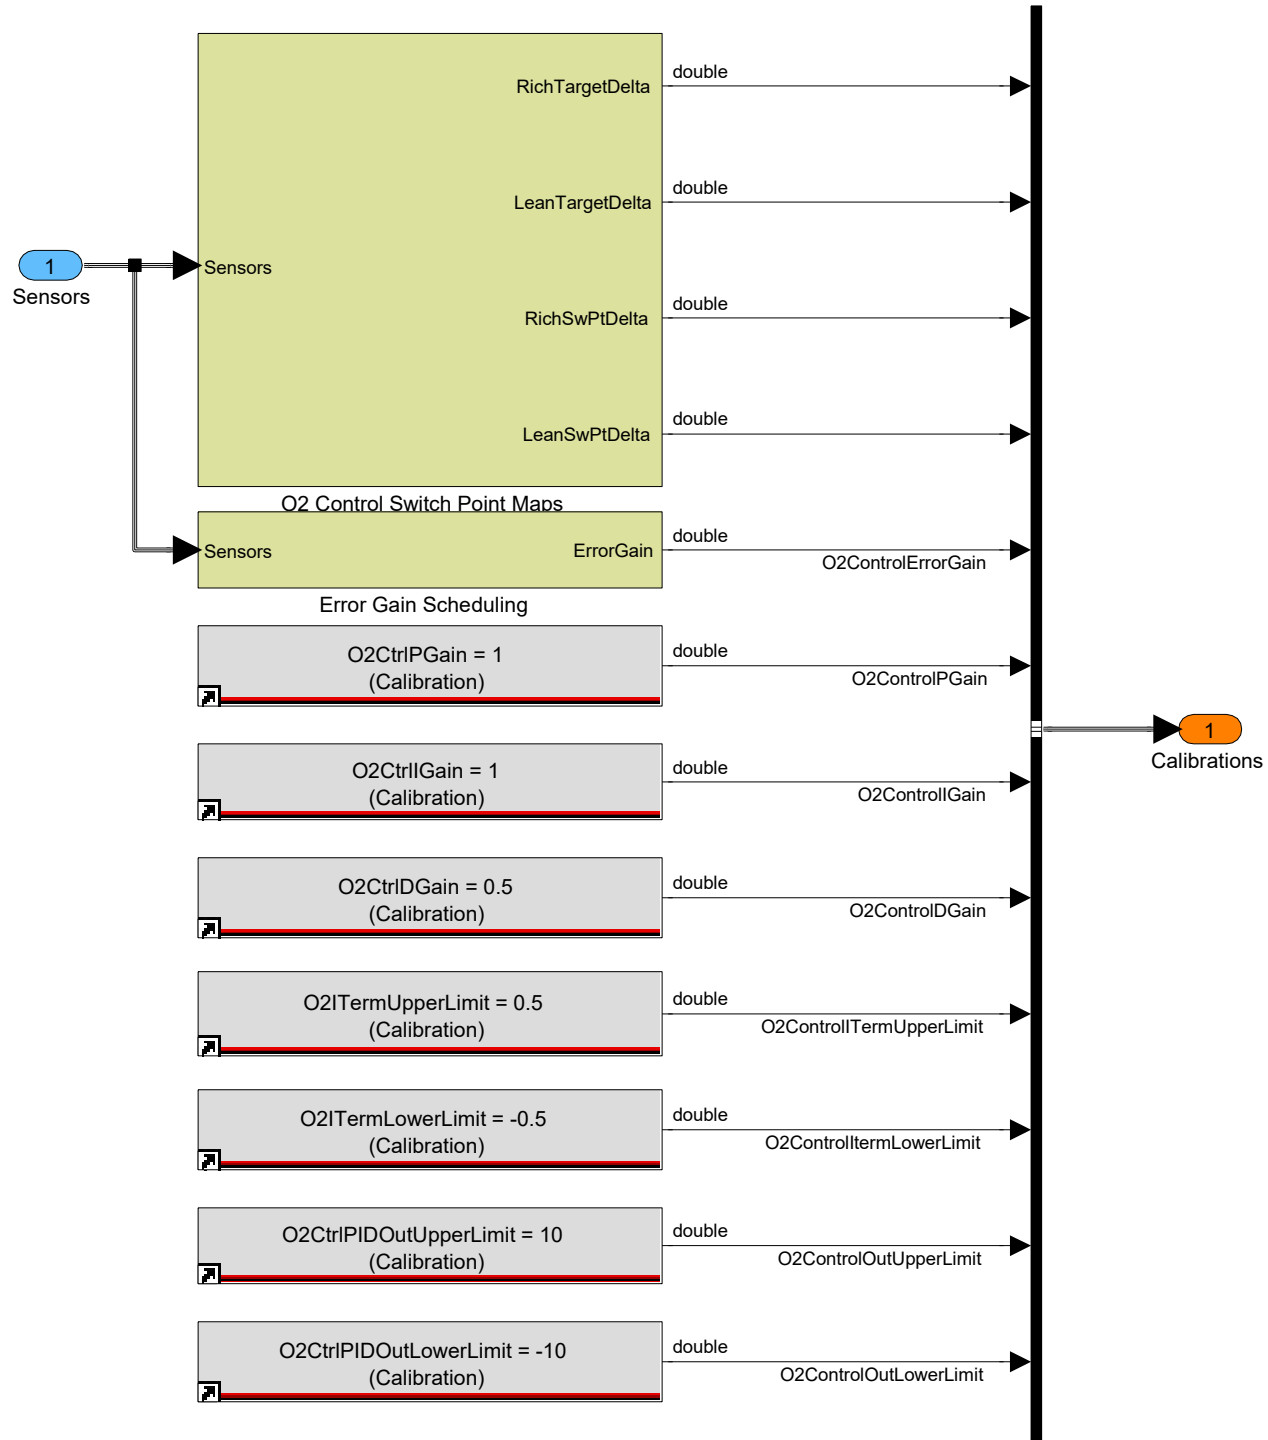 RichTargetDelta
double
LeanTargetDelta
double
1
Sensors
Sensors
RichSwPtDelta
double
LeanSwPtDelta
double
O2 Control Switch Point Maps
Sensors
ErrorGain
double
O2ControlErrorGain
Error Gain Scheduling
O2CtrlPGain = 1
(Calibration)
double
O2ControlPGain
1
Calibrations
O2CtrlIGain = 1
(Calibration)
double
O2ControlIGain
O2CtrlDGain = 0.5
(Calibration)
double
O2ControlDGain
O2ITermUpperLimit = 0.5
(Calibration)
double
O2ControlITermUpperLimit
O2ITermLowerLimit = -0.5
(Calibration)
double
O2ControlItermLowerLimit
O2CtrlPIDOutUpperLimit = 10
(Calibration)
double
O2ControlOutUpperLimit
O2CtrlPIDOutLowerLimit = -10
(Calibration)
double
O2ControlOutLowerLimit